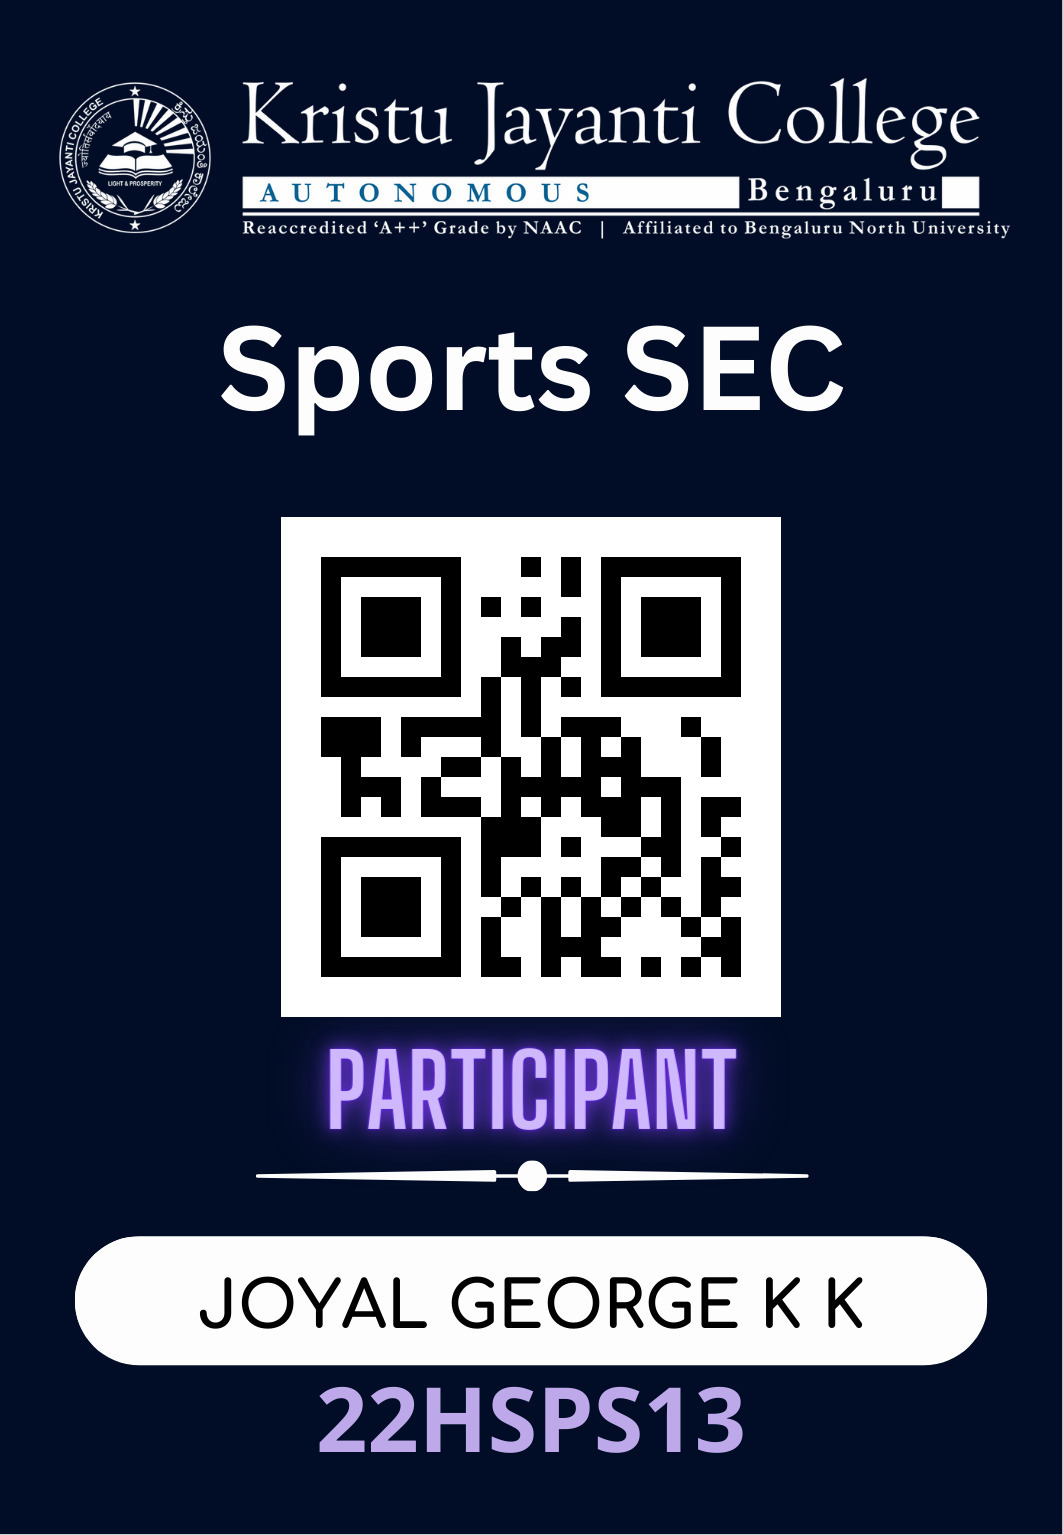 Kristu Jayanti College
AUTONOMOUS Bengaluru
Reaccredited ‘A++’ Grade by NAAC | Affiliated to Bengaluru North University
KRISTU JAYANTI COLLEGE
LIGHT & PROSPERITY
Sports SEC
PARTICIPANT
JOYAL GEORGE K K
22HSPS13